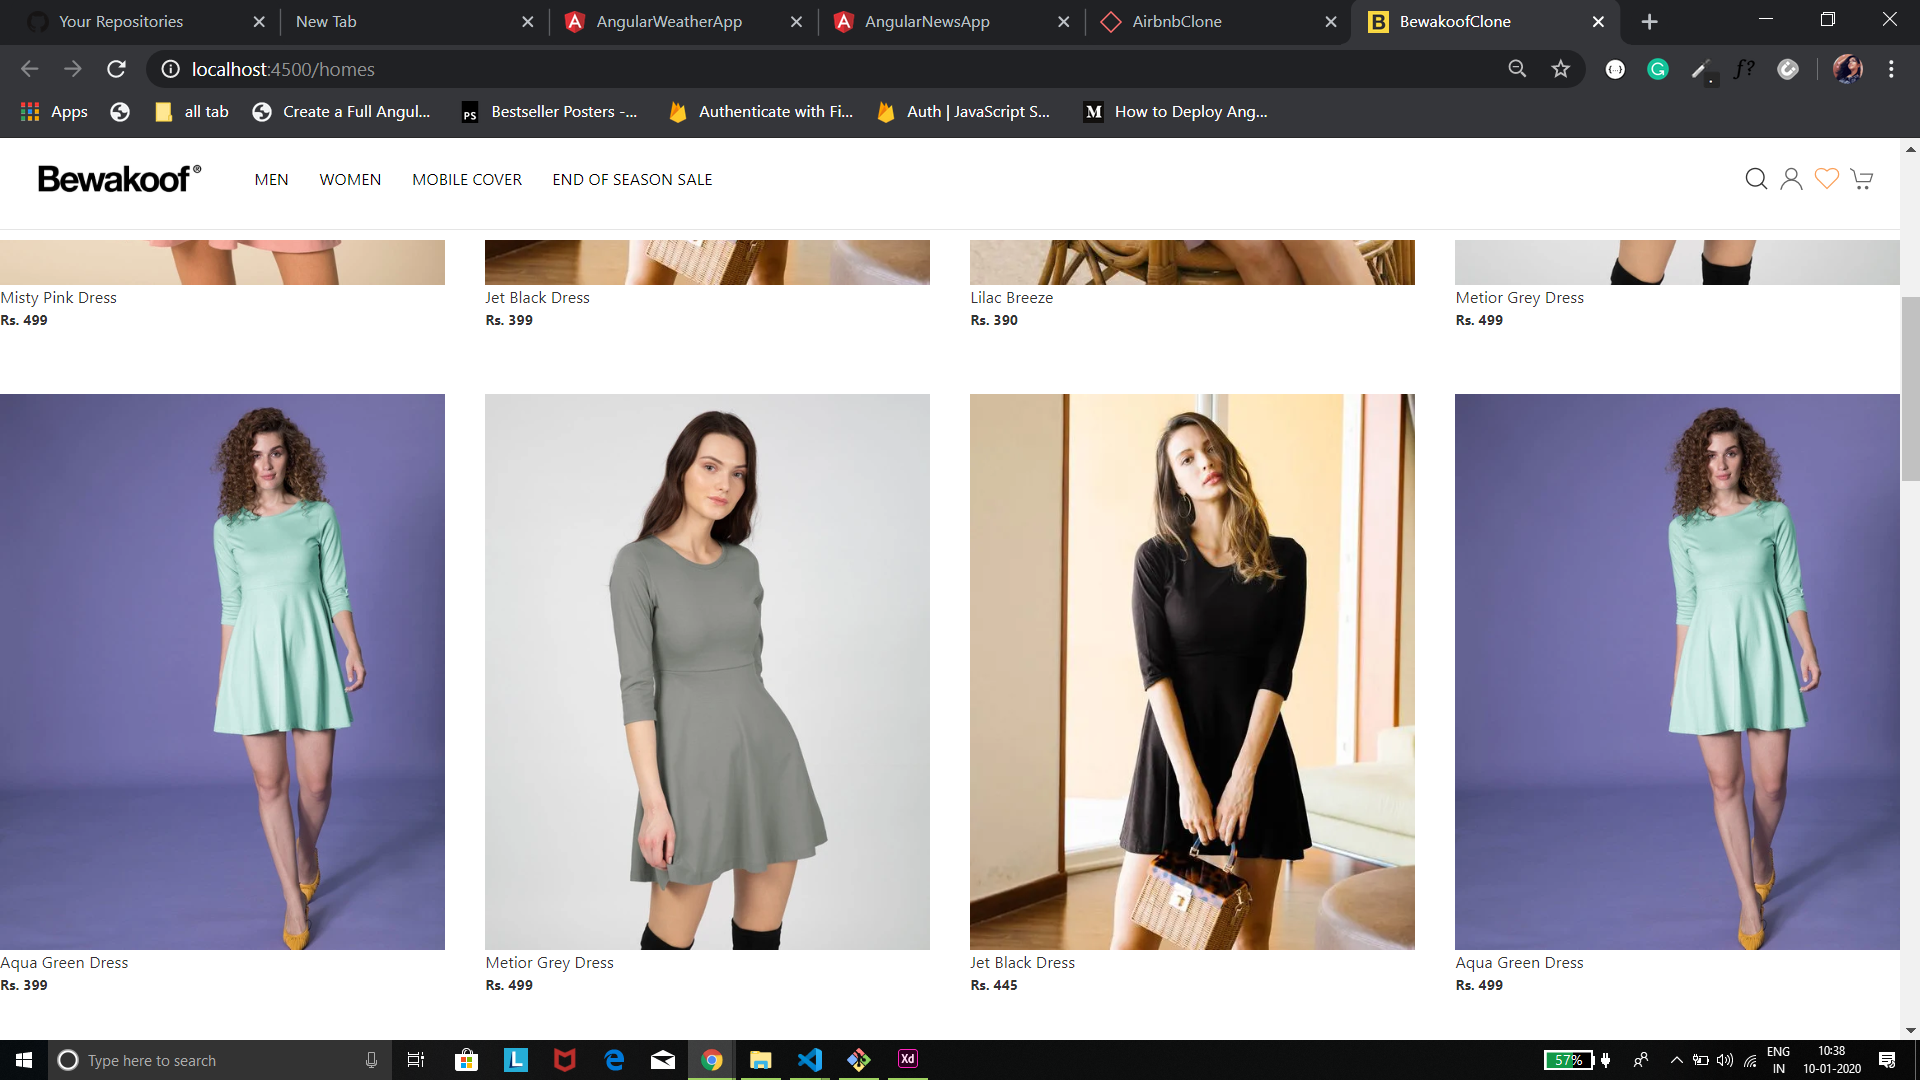 Your Repositories
New Tab
AngularWeatherApp
AngularNewsApp
AirbnbClone
BewakoofClone
localhost:4500/homes
f?
Apps
all tab
Create a Full Angul...
PS
Bestseller Posters -...
Authenticate with Fi...
Auth | JavaScript S...
M
How to Deploy Ang...
Bewakoof®
MEN
WOMEN
MOBILE COVER
END OF SEASON SALE
Misty Pink Dress
Rs. 499
Jet Black Dress
Rs. 399
Lilac Breeze
Rs. 390
Metior Grey Dress
Rs. 499
Aqua Green Dress
Rs. 399
Metior Grey Dress
Rs. 499
Jet Black Dress
Rs. 445
Aqua Green Dress
Rs. 499
Type here to search
L
Xd
57%
ENG
IN
10:38
10-01-2020